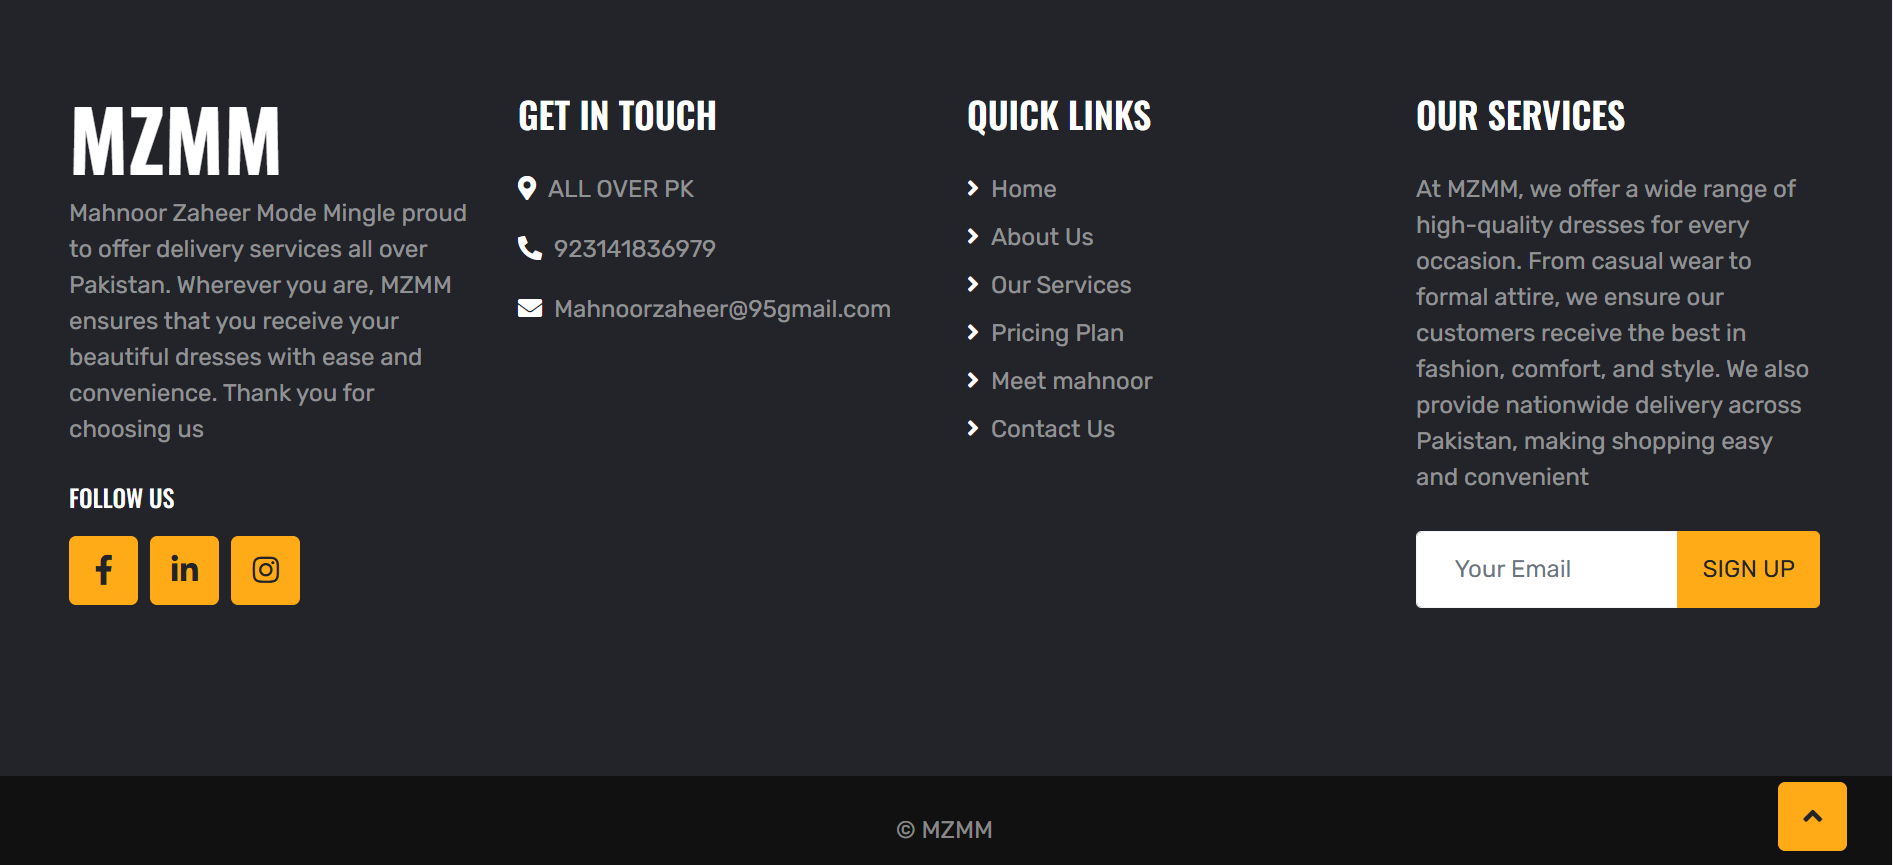 MZMM
Mahnoor Zaheer Mode Mingle proud
to offer delivery services all over
Pakistan. Wherever you are, MZMM
ensures that you receive your
beautiful dresses with ease and
convenience. Thank you for
choosing us
FOLLOW US
GET IN TOUCH
ALL OVER PK
923141836979
Mahnoorzaheer@95gmail.com
QUICK LINKS
Home
About Us
Our Services
Pricing Plan
Meet mahnoor
Contact Us
OUR SERVICES
At MZMM, we offer a wide range of
high-quality dresses for every
occasion. From casual wear to
formal attire, we ensure our
customers receive the best in
fashion, comfort, and style. We also
provide nationwide delivery across
Pakistan, making shopping easy
and convenient
Your Email
SIGN UP
© MZMM